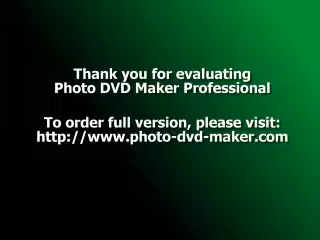 Thank you for evaluating
Photo DVD Maker Professional
To order full version, please visit:
http://www.photo-dvd-maker.com